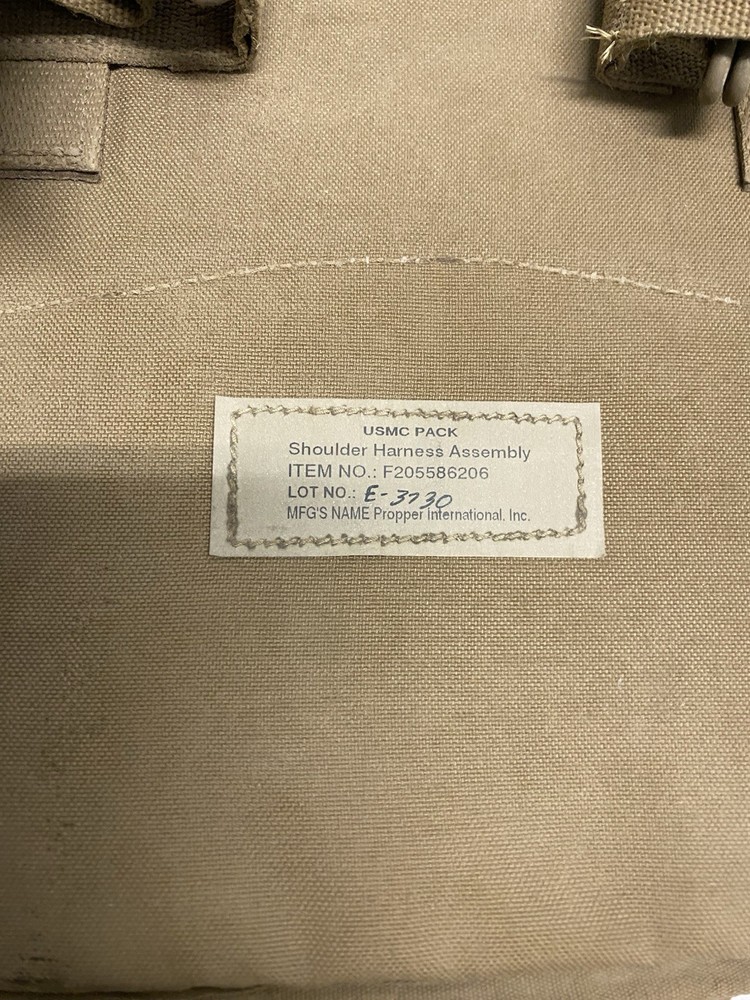 USMC PACK
Shoulder Harness Assembly
ITEM NO.: F205586206
LOT NO.: E-3730
MFG'S NAME Propper International. Inc.